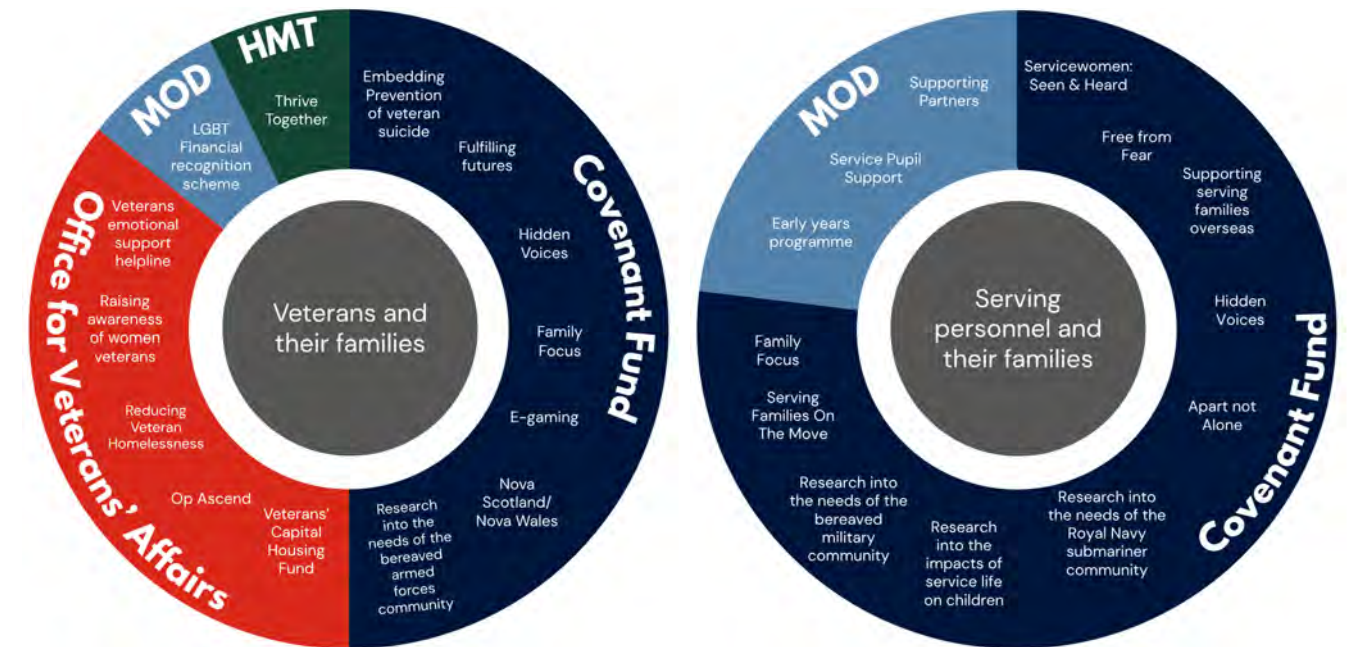 HMT
Thrive
Together
MOD
LGBT
Financial
recognition
scheme
Office for Veterans' Affairs
Veterans
emotional
support
helpline
Raising
awareness
of women
veterans
Reducing
Veteran
Homelessness
Op Ascend
Veterans'
Capital
Housing
Fund
Covenant Fund
Embedding
Prevention
of veteran
suicide
Fulfilling
futures
Hidden
Voices
Family
Focus
E-gaming
Nova
Scotland/
Nova Wales
Research
into the
needs of the
bereaved
armed
forces
community
Veterans and
their families
MOD
Supporting
Partners
Service Pupil
Support
Early years
programme
Covenant Fund
Servicewomen:
Seen & Heard
Free from
Fear
Supporting
serving
families
overseas
Hidden
Voices
Apart not
Alone
Research into
the needs of the
Royal Navy
submariner
community
Research
into the
impacts of
service life
on children
Research into
the needs of the
bereaved
military
community
Serving
Families On
The Move
Family
Focus
Serving
personnel and
their families